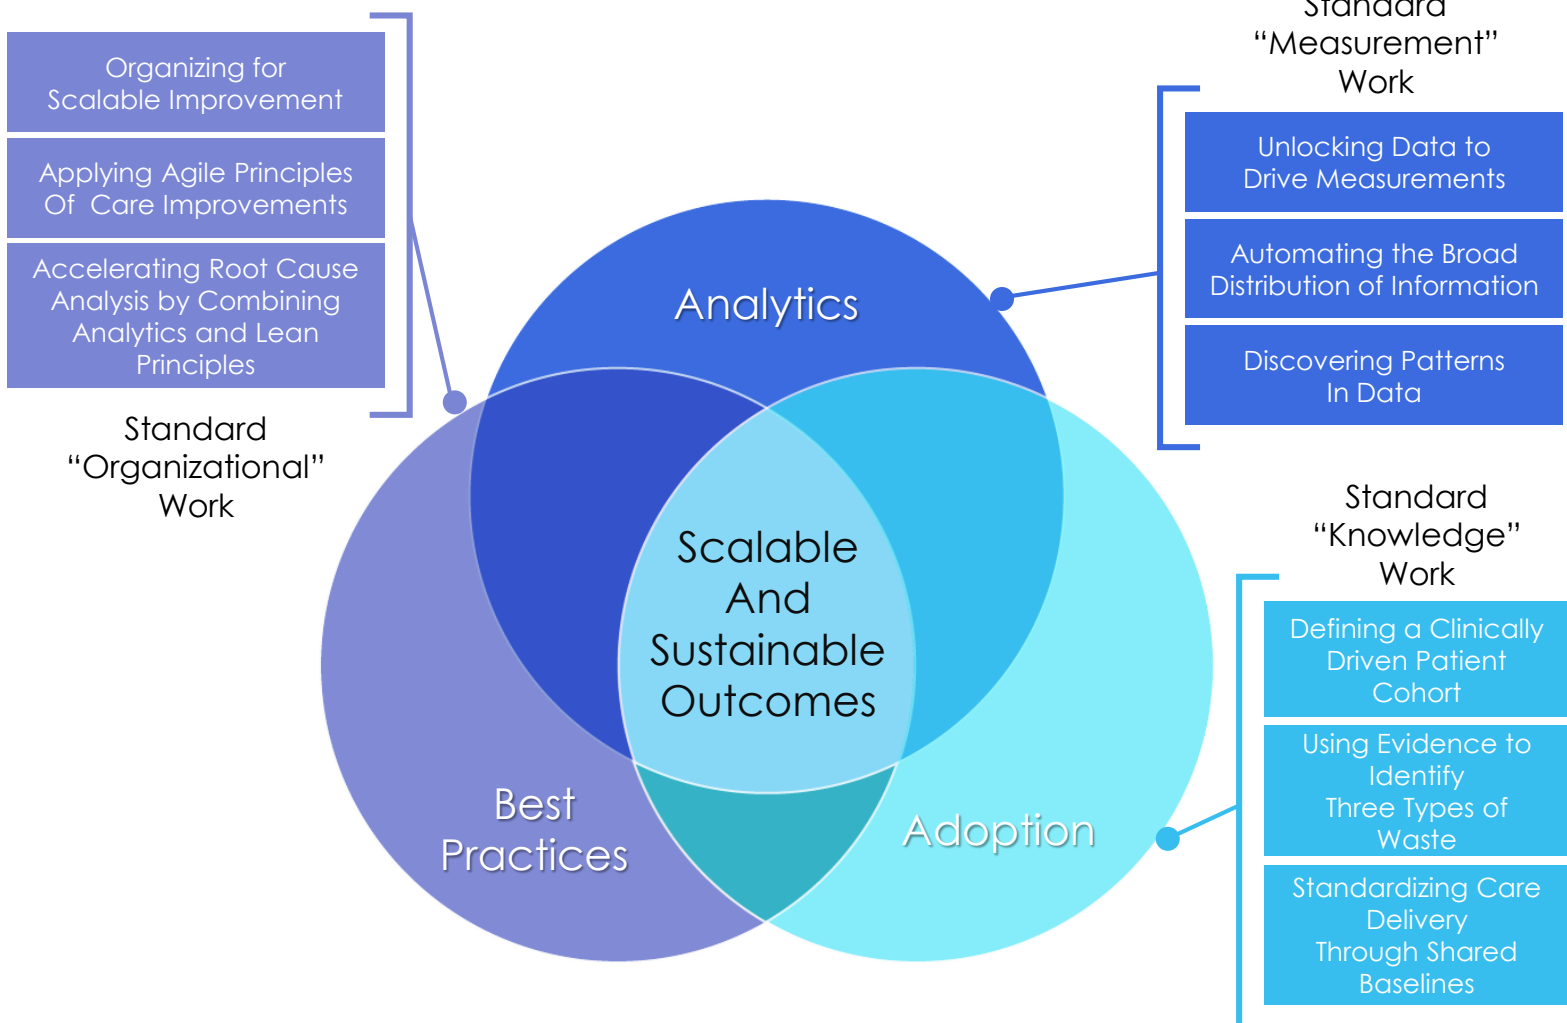 Organizing for
Scalable Improvement
Applying Agile Principles
Of Care Improvements
Accelerating Root Cause
Analysis by Combining
Analytics and Lean
Principles
Standard
“Organizational”
Work
Standard
“Measurement”
Work
Unlocking Data to
Drive Measurements
Automating the Broad
Distribution of Information
Discovering Patterns
In Data
Standard
“Knowledge”
Work
Defining a Clinically
Driven Patient
Cohort
Using Evidence to
Identify
Three Types of
Waste
Standardizing Care
Delivery
Through Shared
Baselines
Analytics
Scalable
And
Sustainable
Outcomes
Best
Practices
Adoption